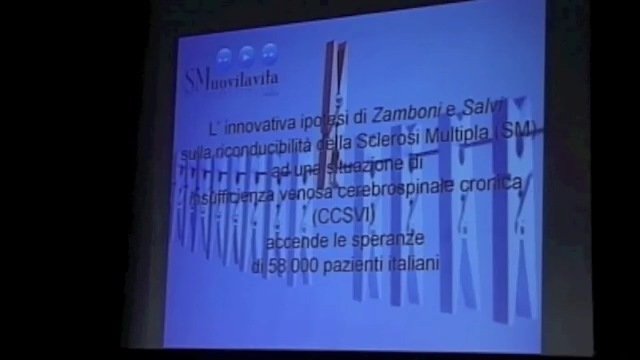 SMuovilavita
L' innovativa ipotesi di Zamboni e Salvi
sulla riconducibilità della Sclerosi Multipla (SM)
ad una situazione di
insufficienza venosa cerebrospinale cronica
(CCSVI)
accende le speranze
di 58 000 pazienti italiani